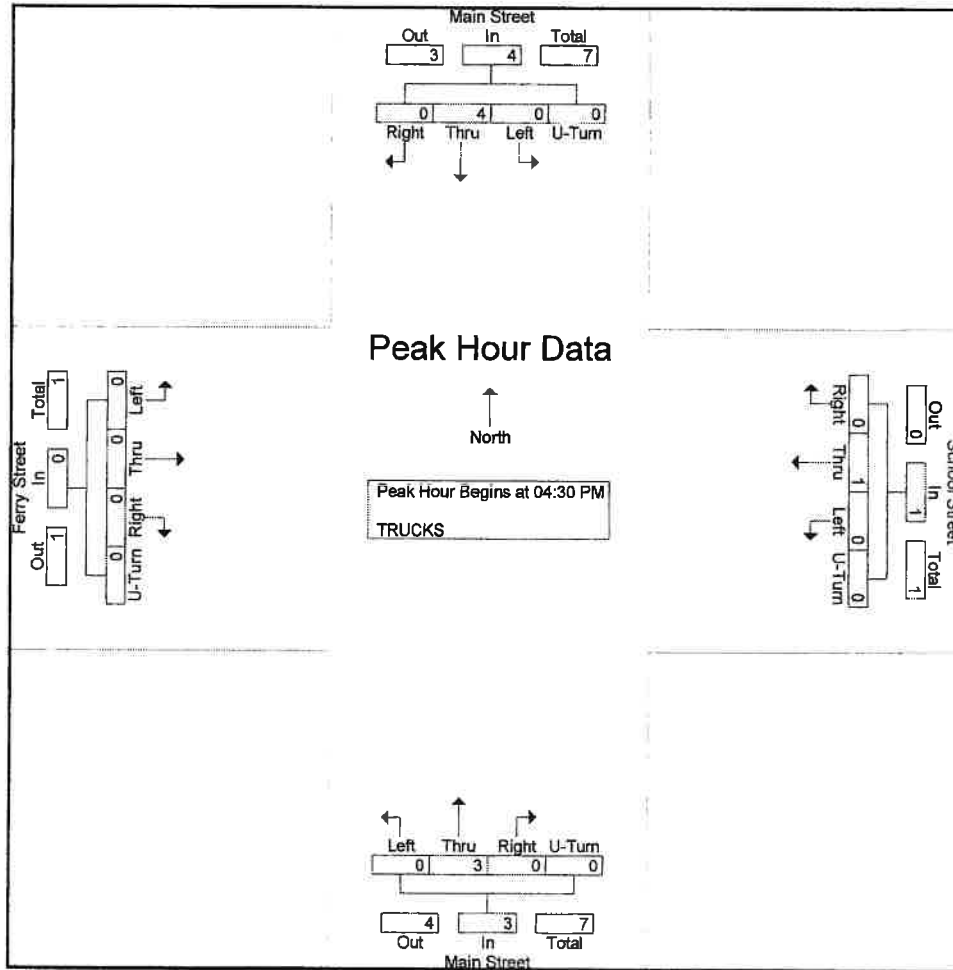 Main Street
Out In Total
3 4 7
0 4 0 0
Right Thru Left U-Turn
Peak Hour Data
North
Peak Hour Begins at 04:30 PM
TRUCKS
Ferry Street
Total In Out
1 0 1
0 0 0 0
Left Thru Right U-Turn
Right Thru Left U-Turn
0 1 0 0
Out In Total
0 1 1
School Street
Left Thru Right U-Turn
0 3 0 0
4 3 7
Out In Total
Main Street